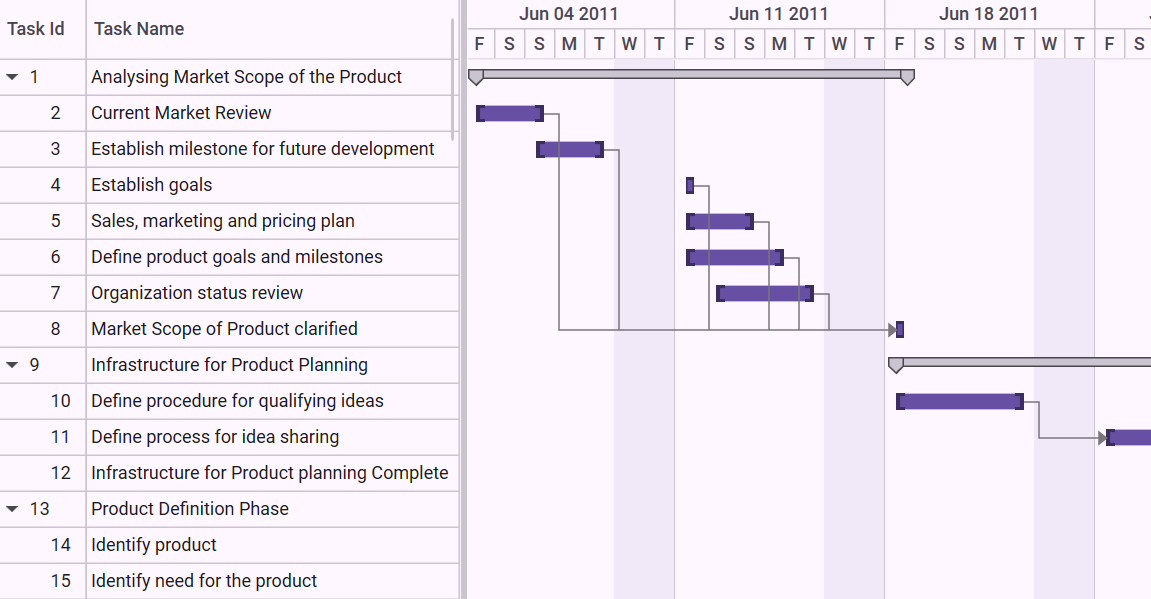 Task Id Task Name Jun 04 2011 Jun 11 2011 Jun 18 2011
F S S M T W T F S S M T W T F S S M T W T F S
1 Analysing Market Scope of the Product
2 Current Market Review
3 Establish milestone for future development
4 Establish goals
5 Sales, marketing and pricing plan
6 Define product goals and milestones
7 Organization status review
8 Market Scope of Product clarified
9 Infrastructure for Product Planning
10 Define procedure for qualifying ideas
11 Define process for idea sharing
12 Infrastructure for Product planning Complete
13 Product Definition Phase
14 Identify product
15 Identify need for the product